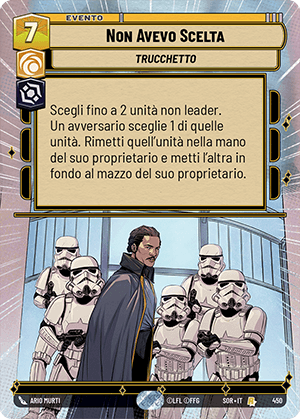 EVENTO
7
Non Avevo Scelta
TRUCCHETTO
Scegli fino a 2 unità non leader.
Un avversario sceglie 1 di quelle
unità. Rimetti quell'unità nella mano
del suo proprietario e metti l'altra in
fondo al mazzo del suo proprietario.
ARIO MURTI
©LFL ©FFG
SOR • IT
450